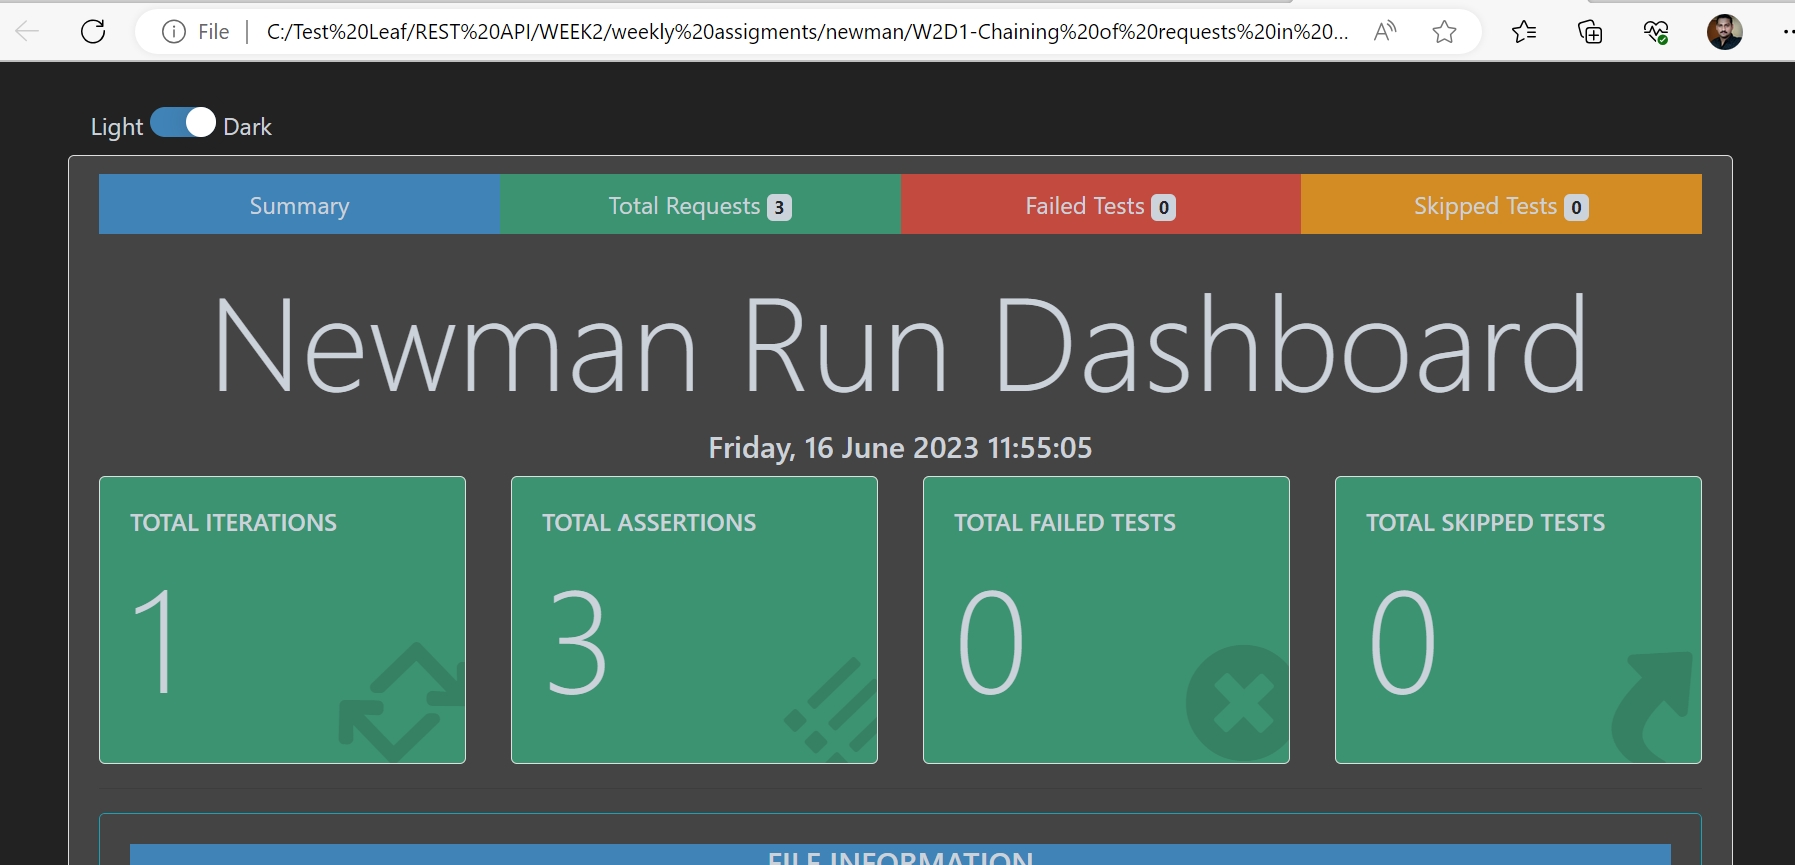 File C:/Test%20Leaf/REST%20API/WEEK2/weekly%20assigments/newman/W2D1-Chaining%20of%20requests%20in%20...
Light Dark
Summary Total Requests 3 Failed Tests 0 Skipped Tests 0
Newman Run Dashboard
Friday, 16 June 2023 11:55:05
TOTAL ITERATIONS TOTAL ASSERTIONS TOTAL FAILED TESTS TOTAL SKIPPED TESTS
1 3 0 0
FILE INFORMATION